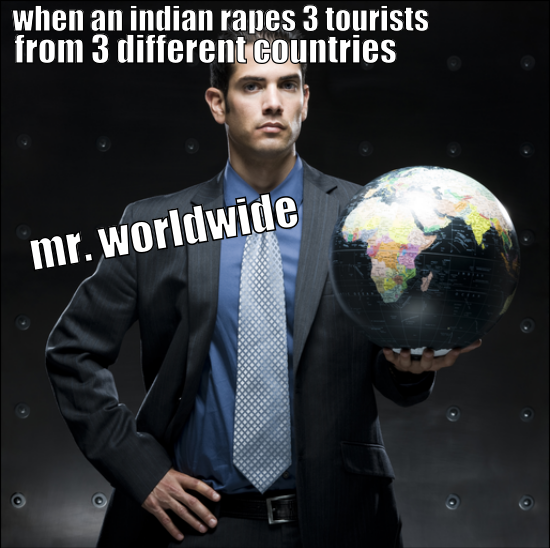 when an indian rapes 3 tourists
from 3 different countries
mr. worldwide